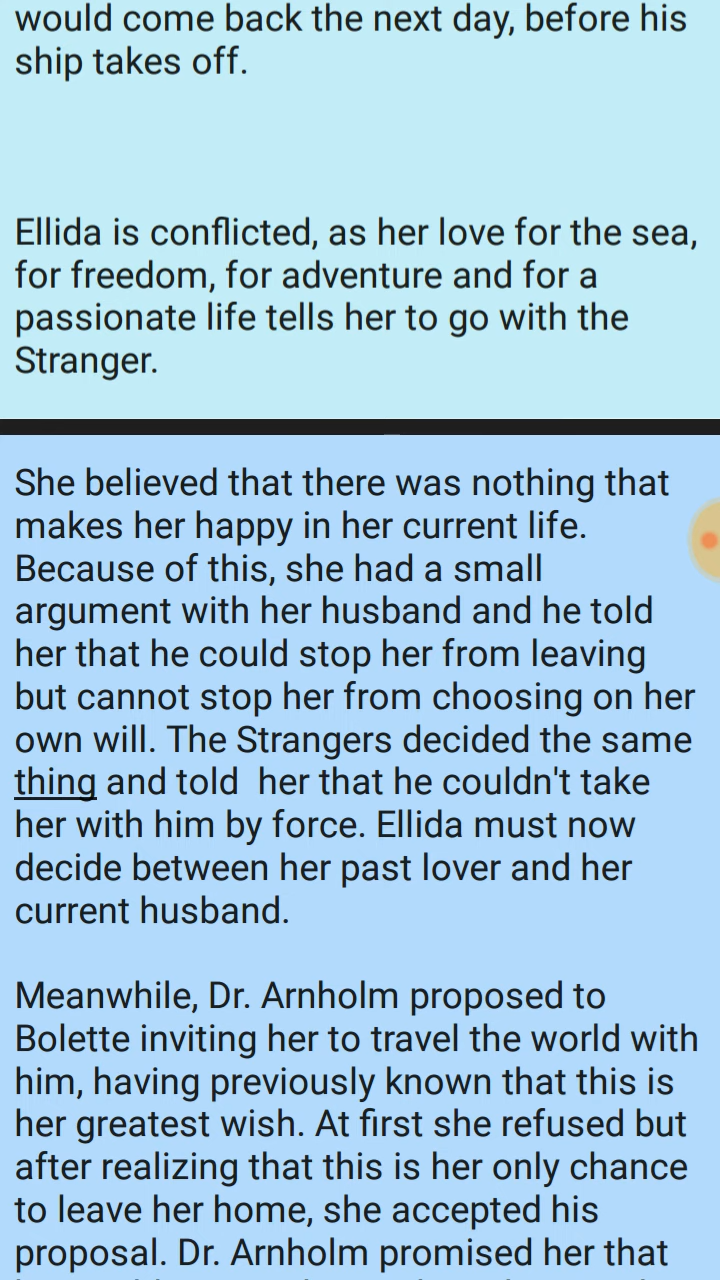 would come back the next day, before his
ship takes off.
Ellida is conflicted, as her love for the sea,
for freedom, for adventure and for a
passionate life tells her to go with the
Stranger.
She believed that there was nothing that
makes her happy in her current life.
Because of this, she had a small
argument with her husband and he told
her that he could stop her from leaving
but cannot stop her from choosing on her
own will. The Strangers decided the same
thing and told  her that he couldn't take
her with him by force. Ellida must now
decide between her past lover and her
current husband.
Meanwhile, Dr. Arnholm proposed to
Bolette inviting her to travel the world with
him, having previously known that this is
her greatest wish. At first she refused but
after realizing that this is her only chance
to leave her home, she accepted his
proposal. Dr. Arnholm promised her that